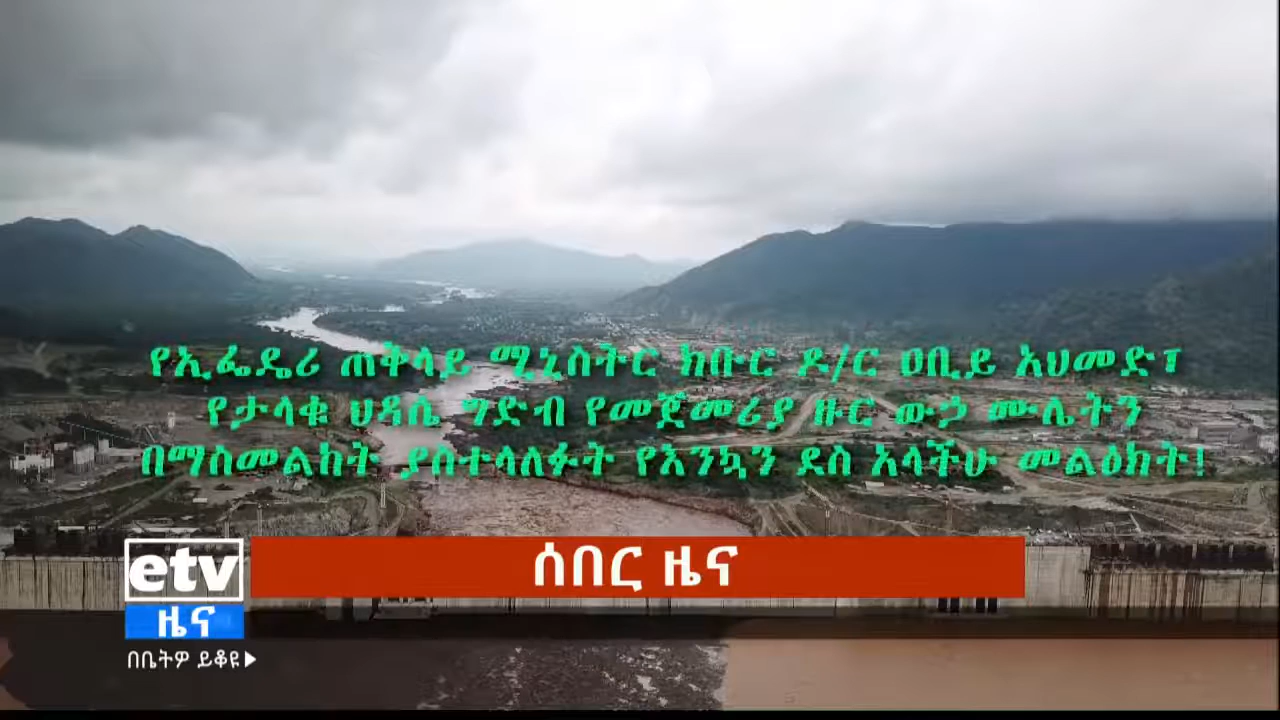 የኢፌዴሪ ጠቅላይ ሚኒስትር ክቡር ዶ/ር ዐቢይ አህመድ፣
የታላቁ ህዳሴ ግድብ የመጀመሪያ ዙር ውኃ ሙሌትን
በማስመልከት ያስተላለፉት የእንኳን ደስ አላችሁ መልዕክት!
ሰበር ዜና
etv
ዜና
በቤትዎ ይቆዩ